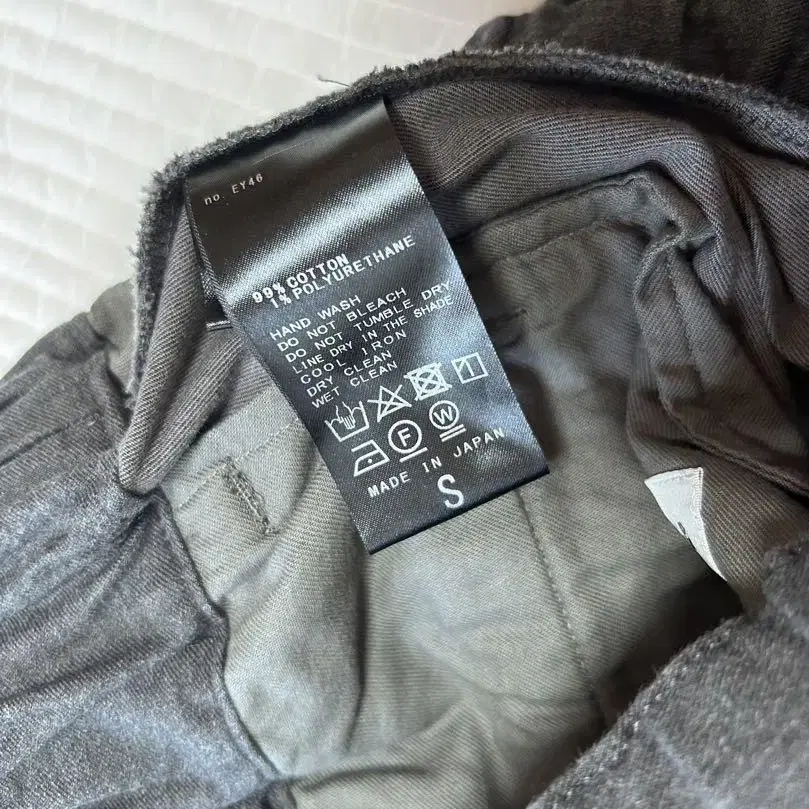 no. EY46
99% COTTON
1% POLYURETHANE
HAND WASH
DO NOT BLEACH
DO NOT TUMBLE DRY
LINE DRY IN THE SHADE
COOL IRON
DRY CLEAN
WET CLEAN
F W
MADE IN JAPAN
S